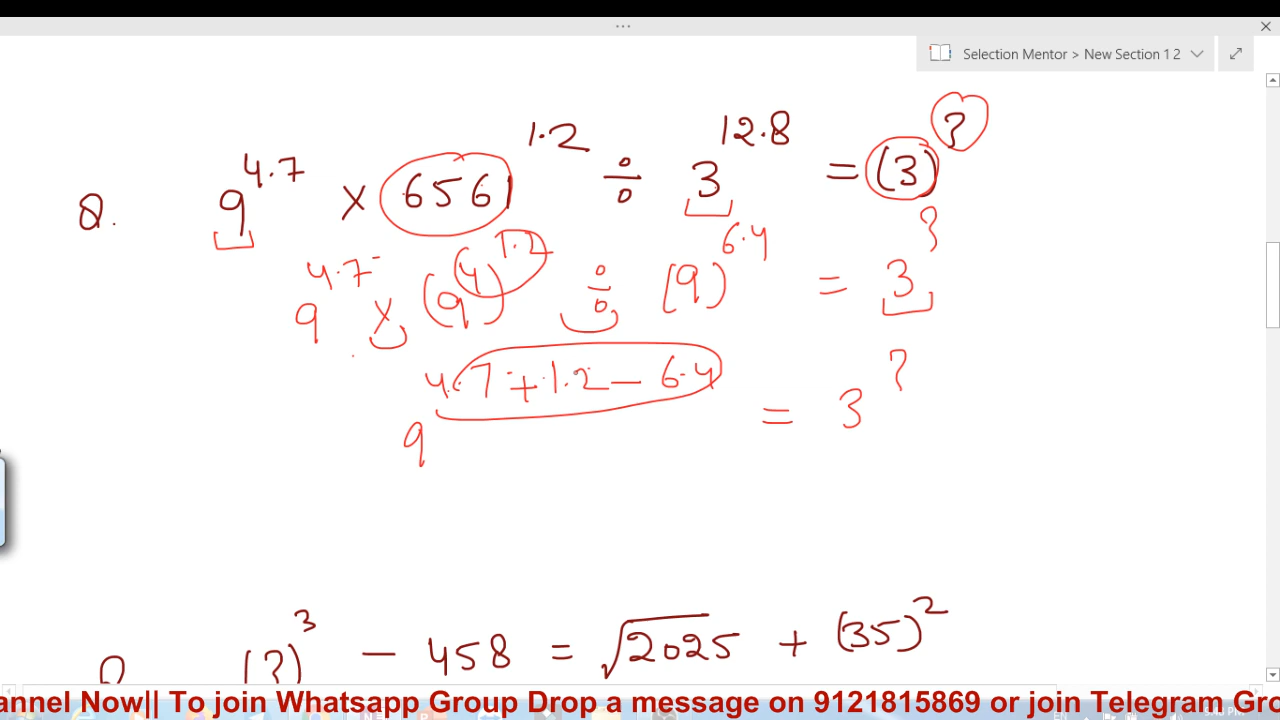 ...
Selection Mentor > New Section 1 2
Q. 9^4.7 × 6561^1.2 ÷ 3^12.8 = (3)^?
9^4.7 × (9^4)^1.2 ÷ (9)^6.4 = 3^?
9^4.7+1.2-6.4 = 3^?
Q (?)^3 - 458 = √2025 + (35)^2
annel Now|| To join Whatsapp Group Drop a message on 9121815869 or join Telegram Gro